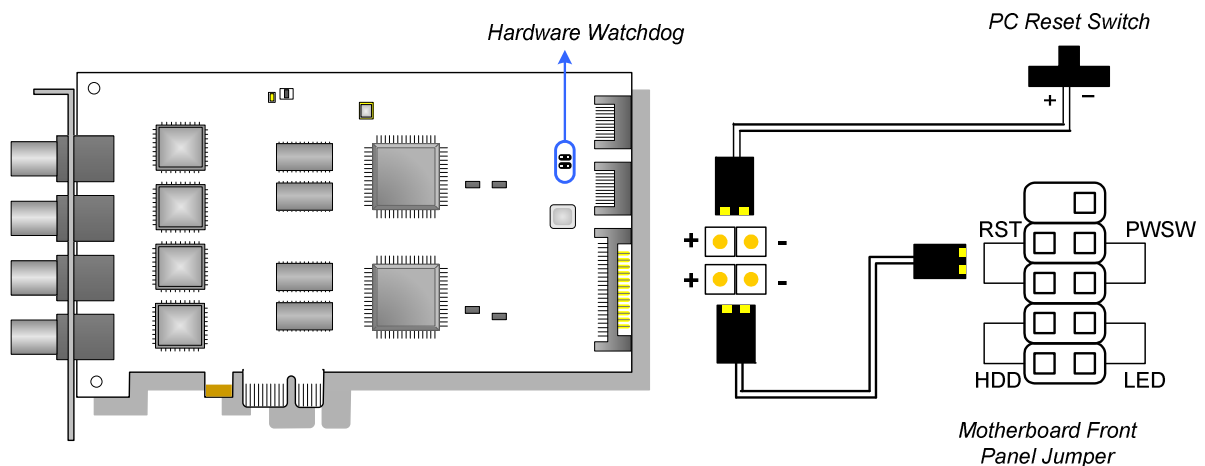 Hardware Watchdog
PC Reset Switch
+ –
+ -
+ -
RST PWSW
HDD LED
Motherboard Front
Panel Jumper